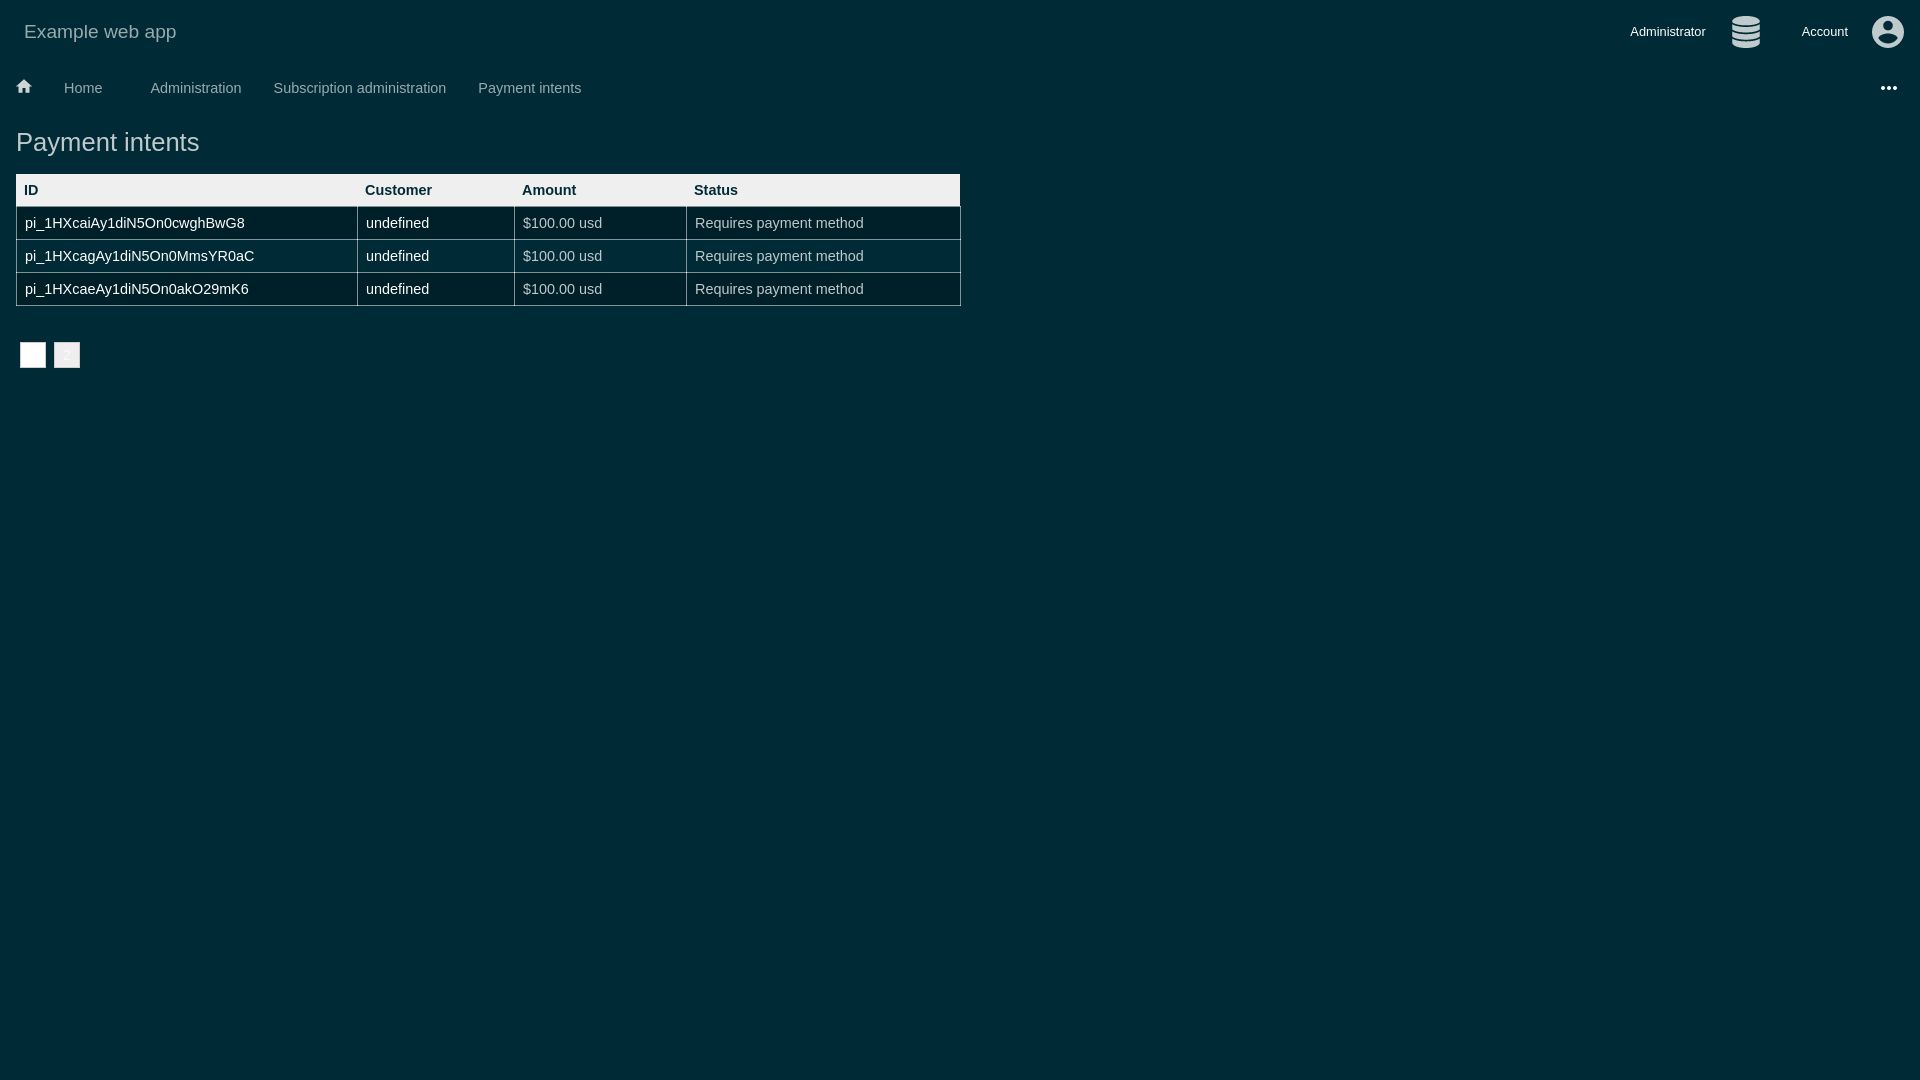 Example web app
Administrator
Account
Home
Administration
Subscription administration
Payment intents
Payment intents
ID Customer Amount Status
pi_1HXcaiAy1diN5On0cwghBwG8 undefined $100.00 usd Requires payment method
pi_1HXcagAy1diN5On0MmsYR0aC undefined $100.00 usd Requires payment method
pi_1HXcaeAy1diN5On0akO29mK6 undefined $100.00 usd Requires payment method
2